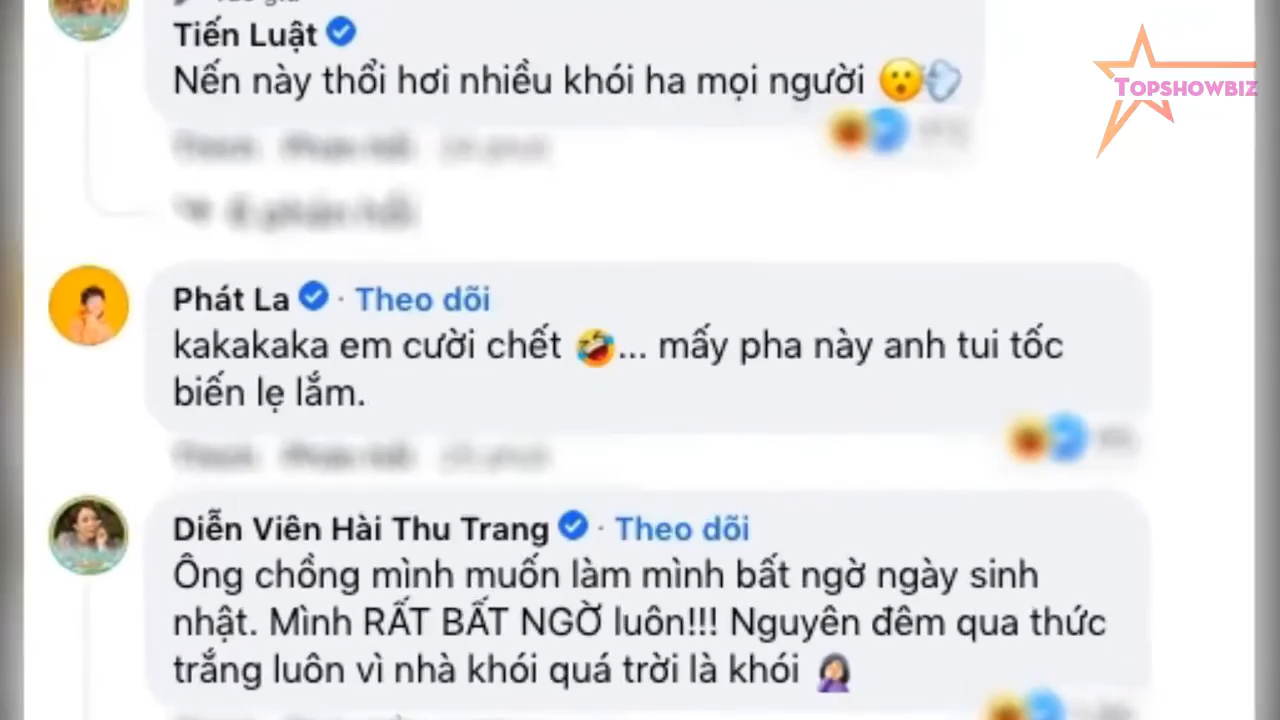 Tiến Luật
Nến này thổi hơi nhiều khói ha mọi người 😮💨
TOPSHOWBIZ
Phát La · Theo dõi
kakakaka em cười chết 🤣... mấy pha này anh tui tốc
biến lẹ lắm.
Diễn Viên Hài Thu Trang · Theo dõi
Ông chồng mình muốn làm mình bất ngờ ngày sinh
nhật. Mình RẤT BẤT NGỜ luôn!!! Nguyên đêm qua thức
trắng luôn vì nhà khói quá trời là khói 🤦🏻‍♀️